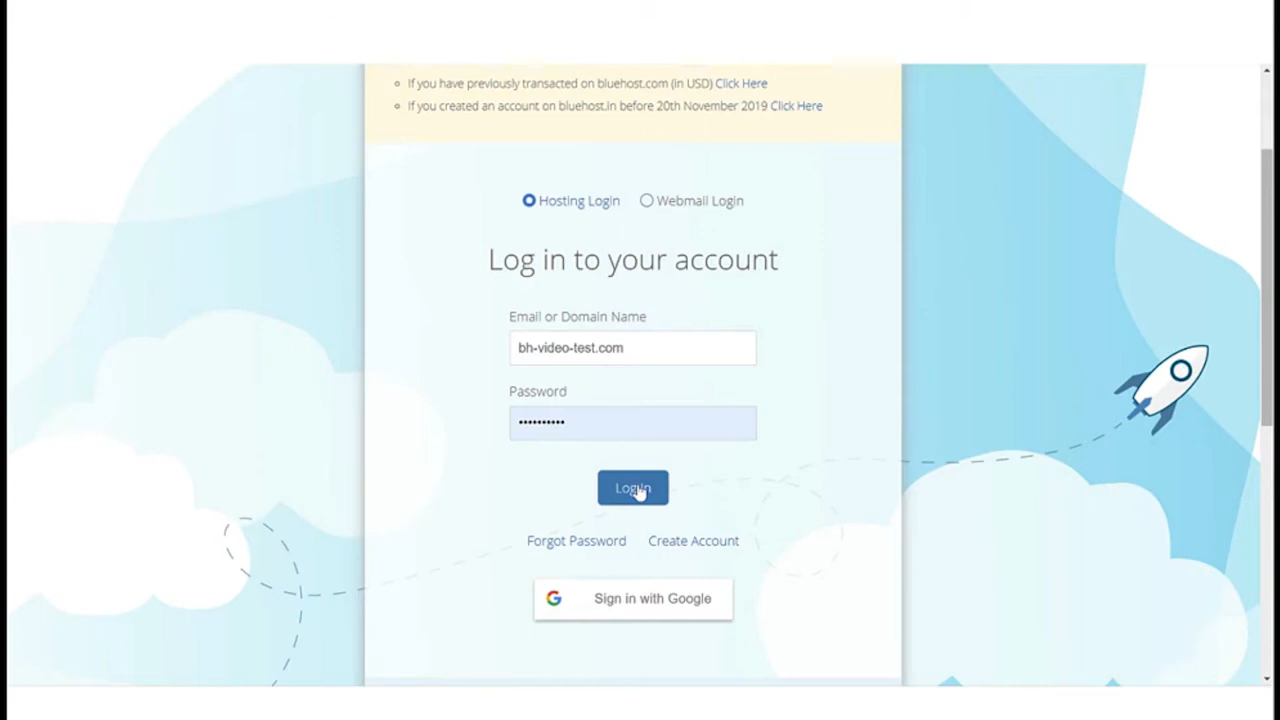 If you have previously transacted on bluehost.com (in USD) Click Here
If you created an account on bluehost.in before 20th November 2019 Click Here
Hosting Login Webmail Login
Log in to your account
Email or Domain Name
bh-video-test.com
Password
Login
Forgot Password Create Account
Sign in with Google